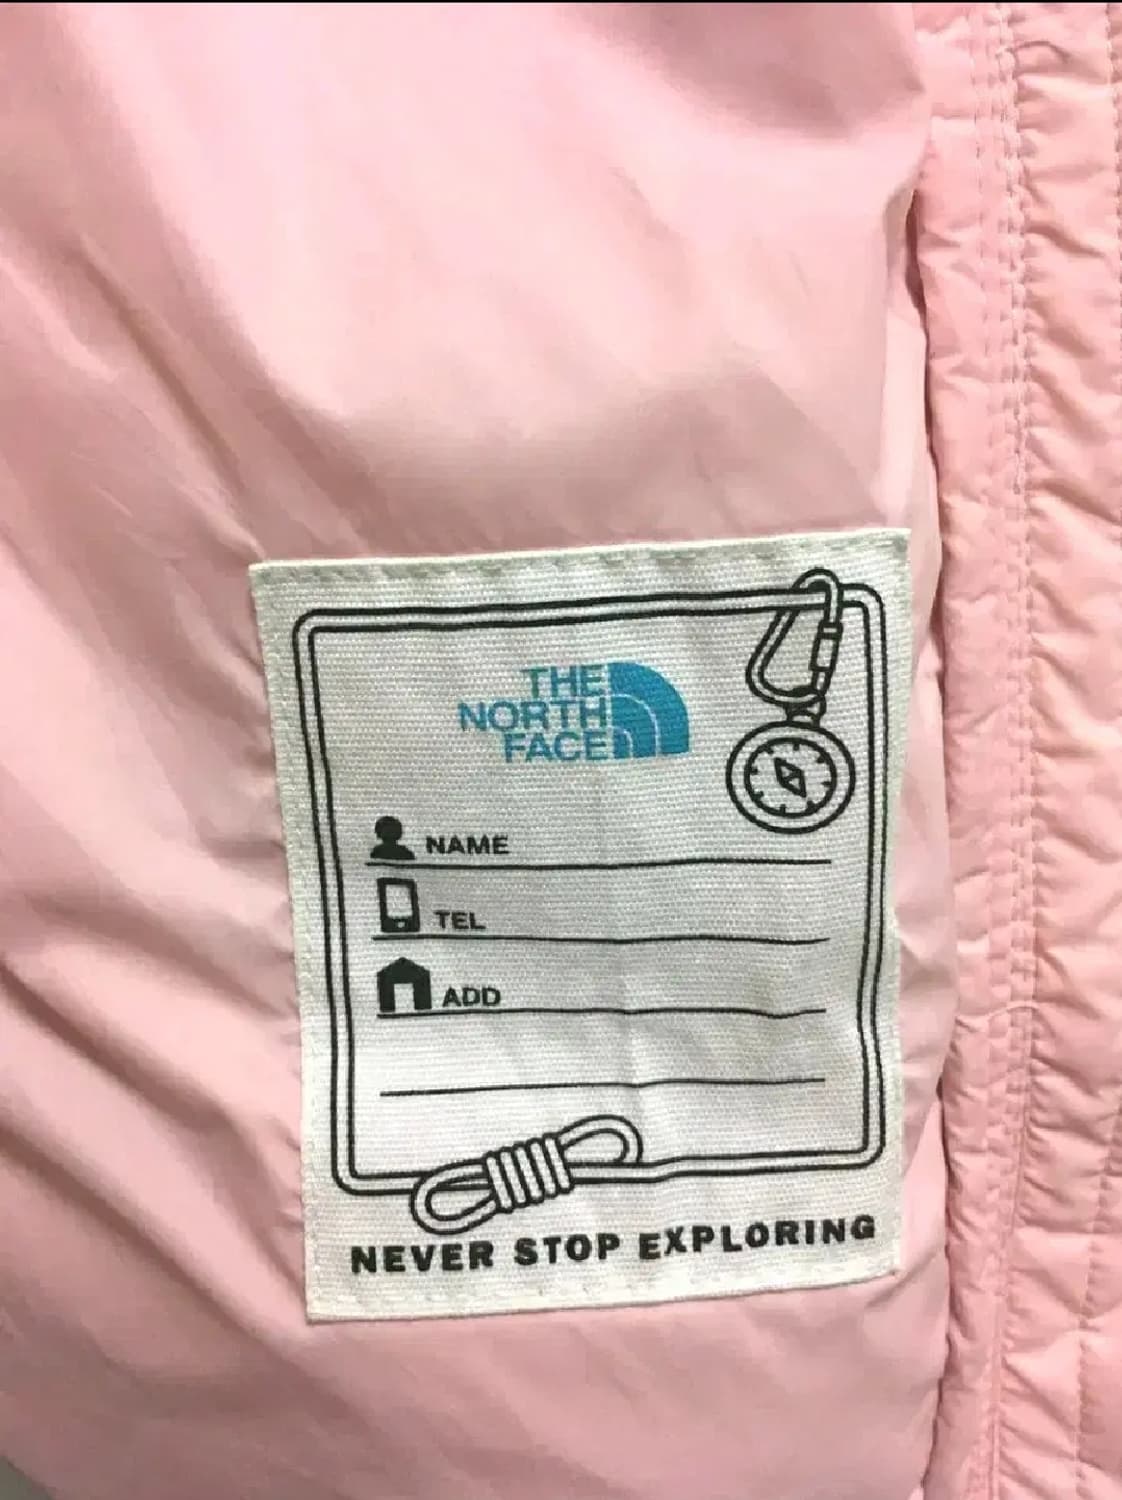 THE
NORTH
FACE
NAME
TEL
ADD
NEVER STOP EXPLORING